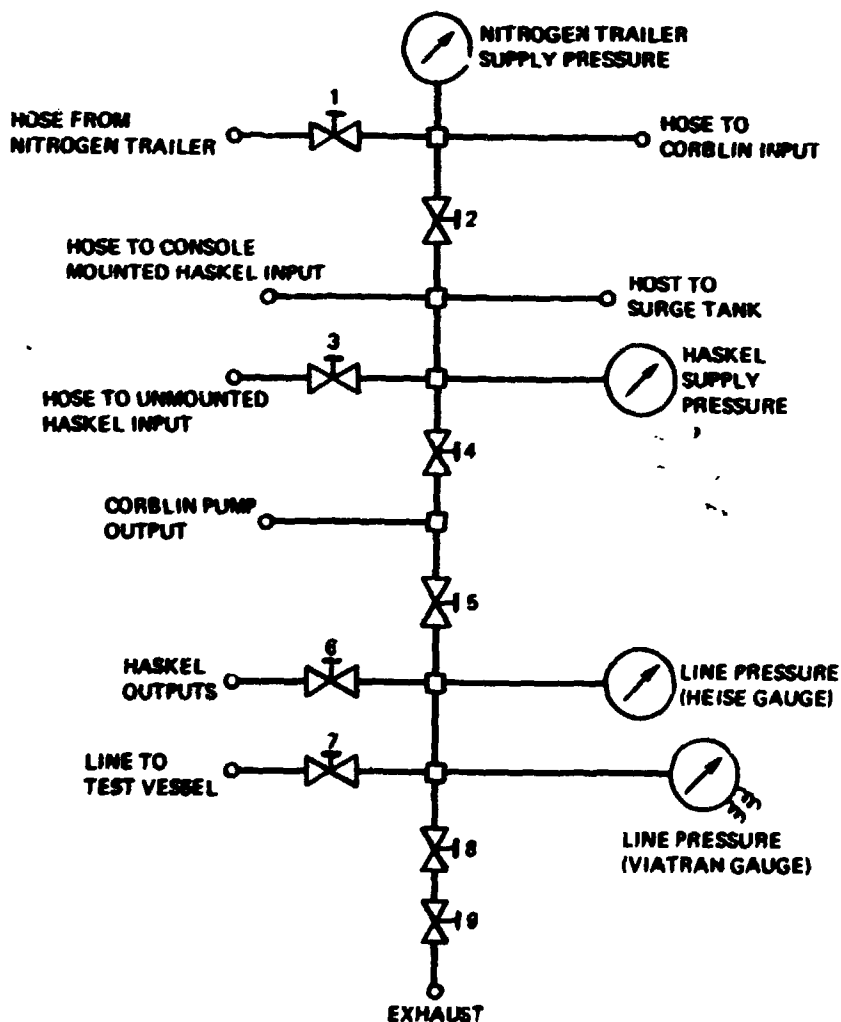 NITROGEN TRAILER
SUPPLY PRESSURE
1
HOSE FROM
NITROGEN TRAILER
HOSE TO
CORBLIN INPUT
2
HOSE TO CONSOLE
MOUNTED HASKEL INPUT
HOST TO
SURGE TANK
3
HASKEL
SUPPLY
PRESSURE
HOSE TO UNMOUNTED
HASKEL INPUT
4
CORBLIN PUMP
OUTPUT
5
6
HASKEL
OUTPUTS
LINE PRESSURE
(HEISE GAUGE)
7
LINE TO
TEST VESSEL
LINE PRESSURE
(VIATRAN GAUGE)
8
9
EXHAUST